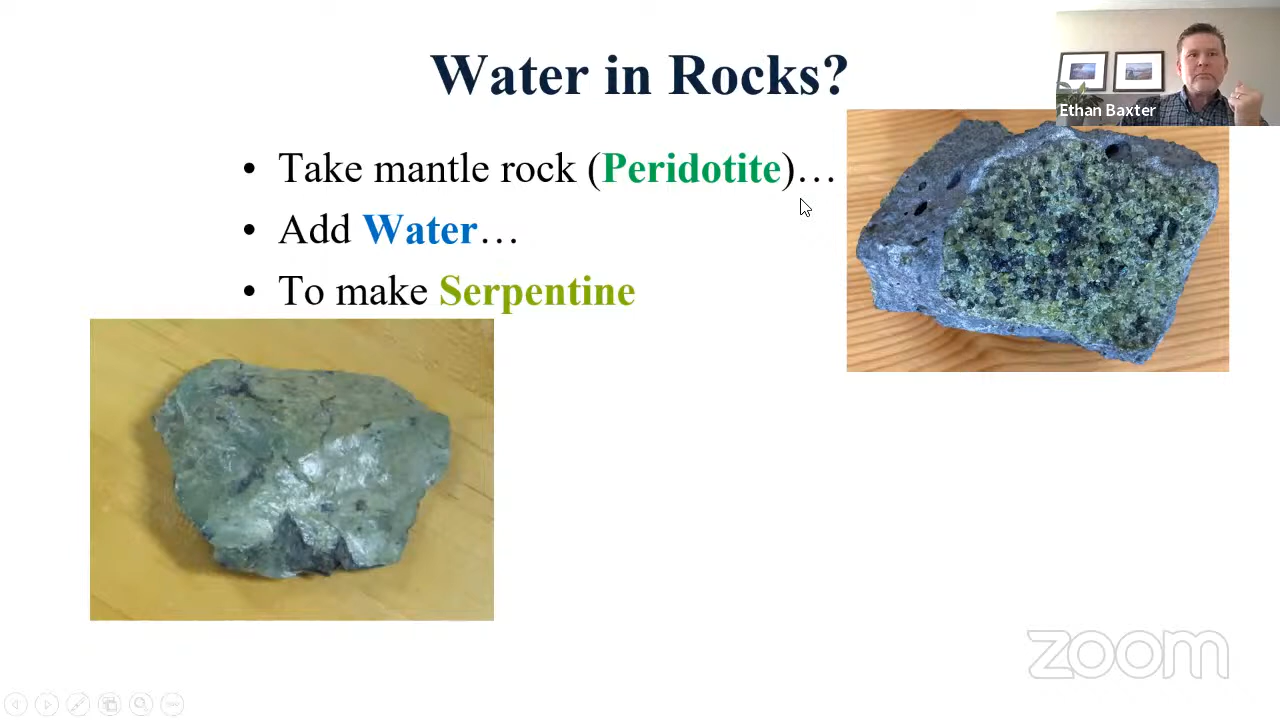 Water in Rocks?
Ethan Baxter
• Take mantle rock (Peridotite)…
• Add Water…
• To make Serpentine
zoom